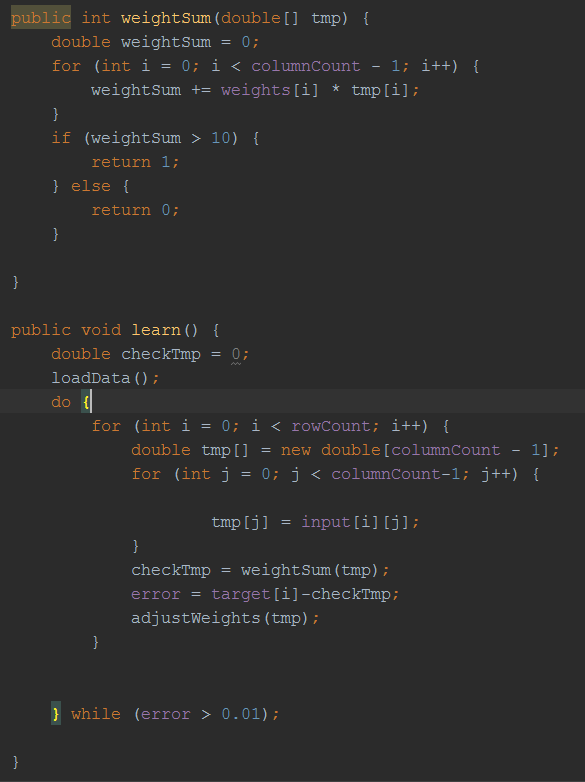 public int weightSum(double[] tmp) {
    double weightSum = 0;
    for (int i = 0; i < columnCount - 1; i++) {
        weightSum += weights[i] * tmp[i];
    }
    if (weightSum > 10) {
        return 1;
    } else {
        return 0;
    }

}

public void learn() {
    double checkTmp = 0;
    loadData();
    do {
        for (int i = 0; i < rowCount; i++) {
            double tmp[] = new double[columnCount - 1];
            for (int j = 0; j < columnCount-1; j++) {

                    tmp[j] = input[i][j];
            }
            checkTmp = weightSum(tmp);
            error = target[i]-checkTmp;
            adjustWeights(tmp);
        }


    } while (error > 0.01);

}